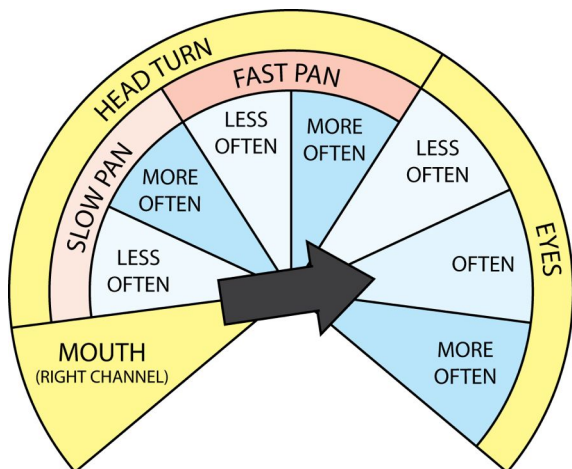 HEAD TURN
FAST PAN
SLOW PAN
LESS
OFTEN
MORE
OFTEN
LESS
OFTEN
MORE
OFTEN
LESS
OFTEN
EYES
OFTEN
MORE
OFTEN
MOUTH
(RIGHT CHANNEL)